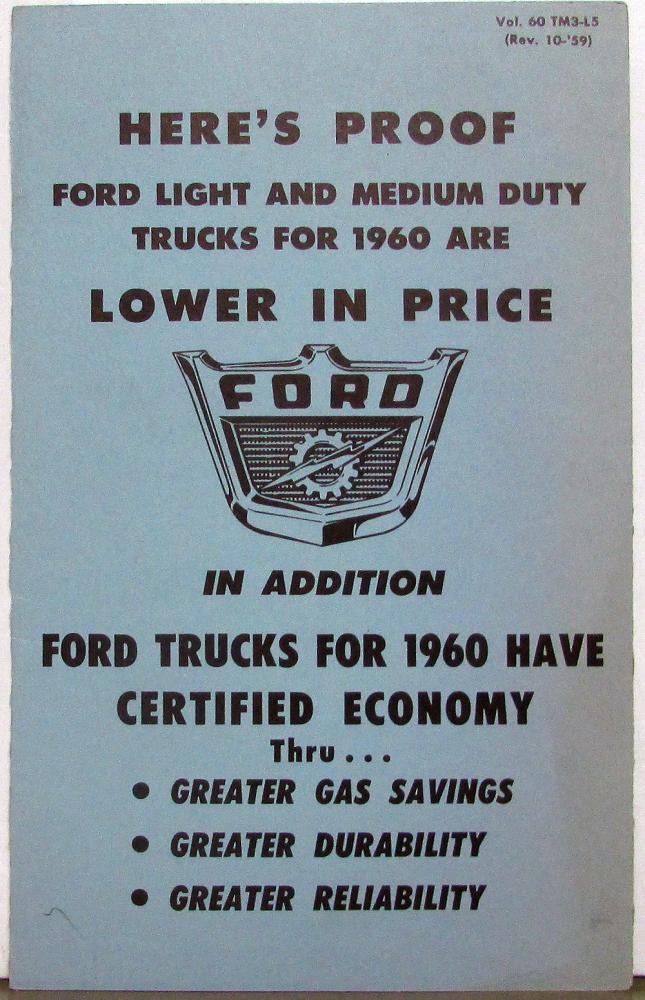 Vol. 60 TM3-L5
(Rev. 10-'59)
HERE'S PROOF
FORD LIGHT AND MEDIUM DUTY
TRUCKS FOR 1960 ARE
LOWER IN PRICE
FORD
IN ADDITION
FORD TRUCKS FOR 1960 HAVE
CERTIFIED ECONOMY
Thru...
• GREATER GAS SAVINGS
• GREATER DURABILITY
• GREATER RELIABILITY